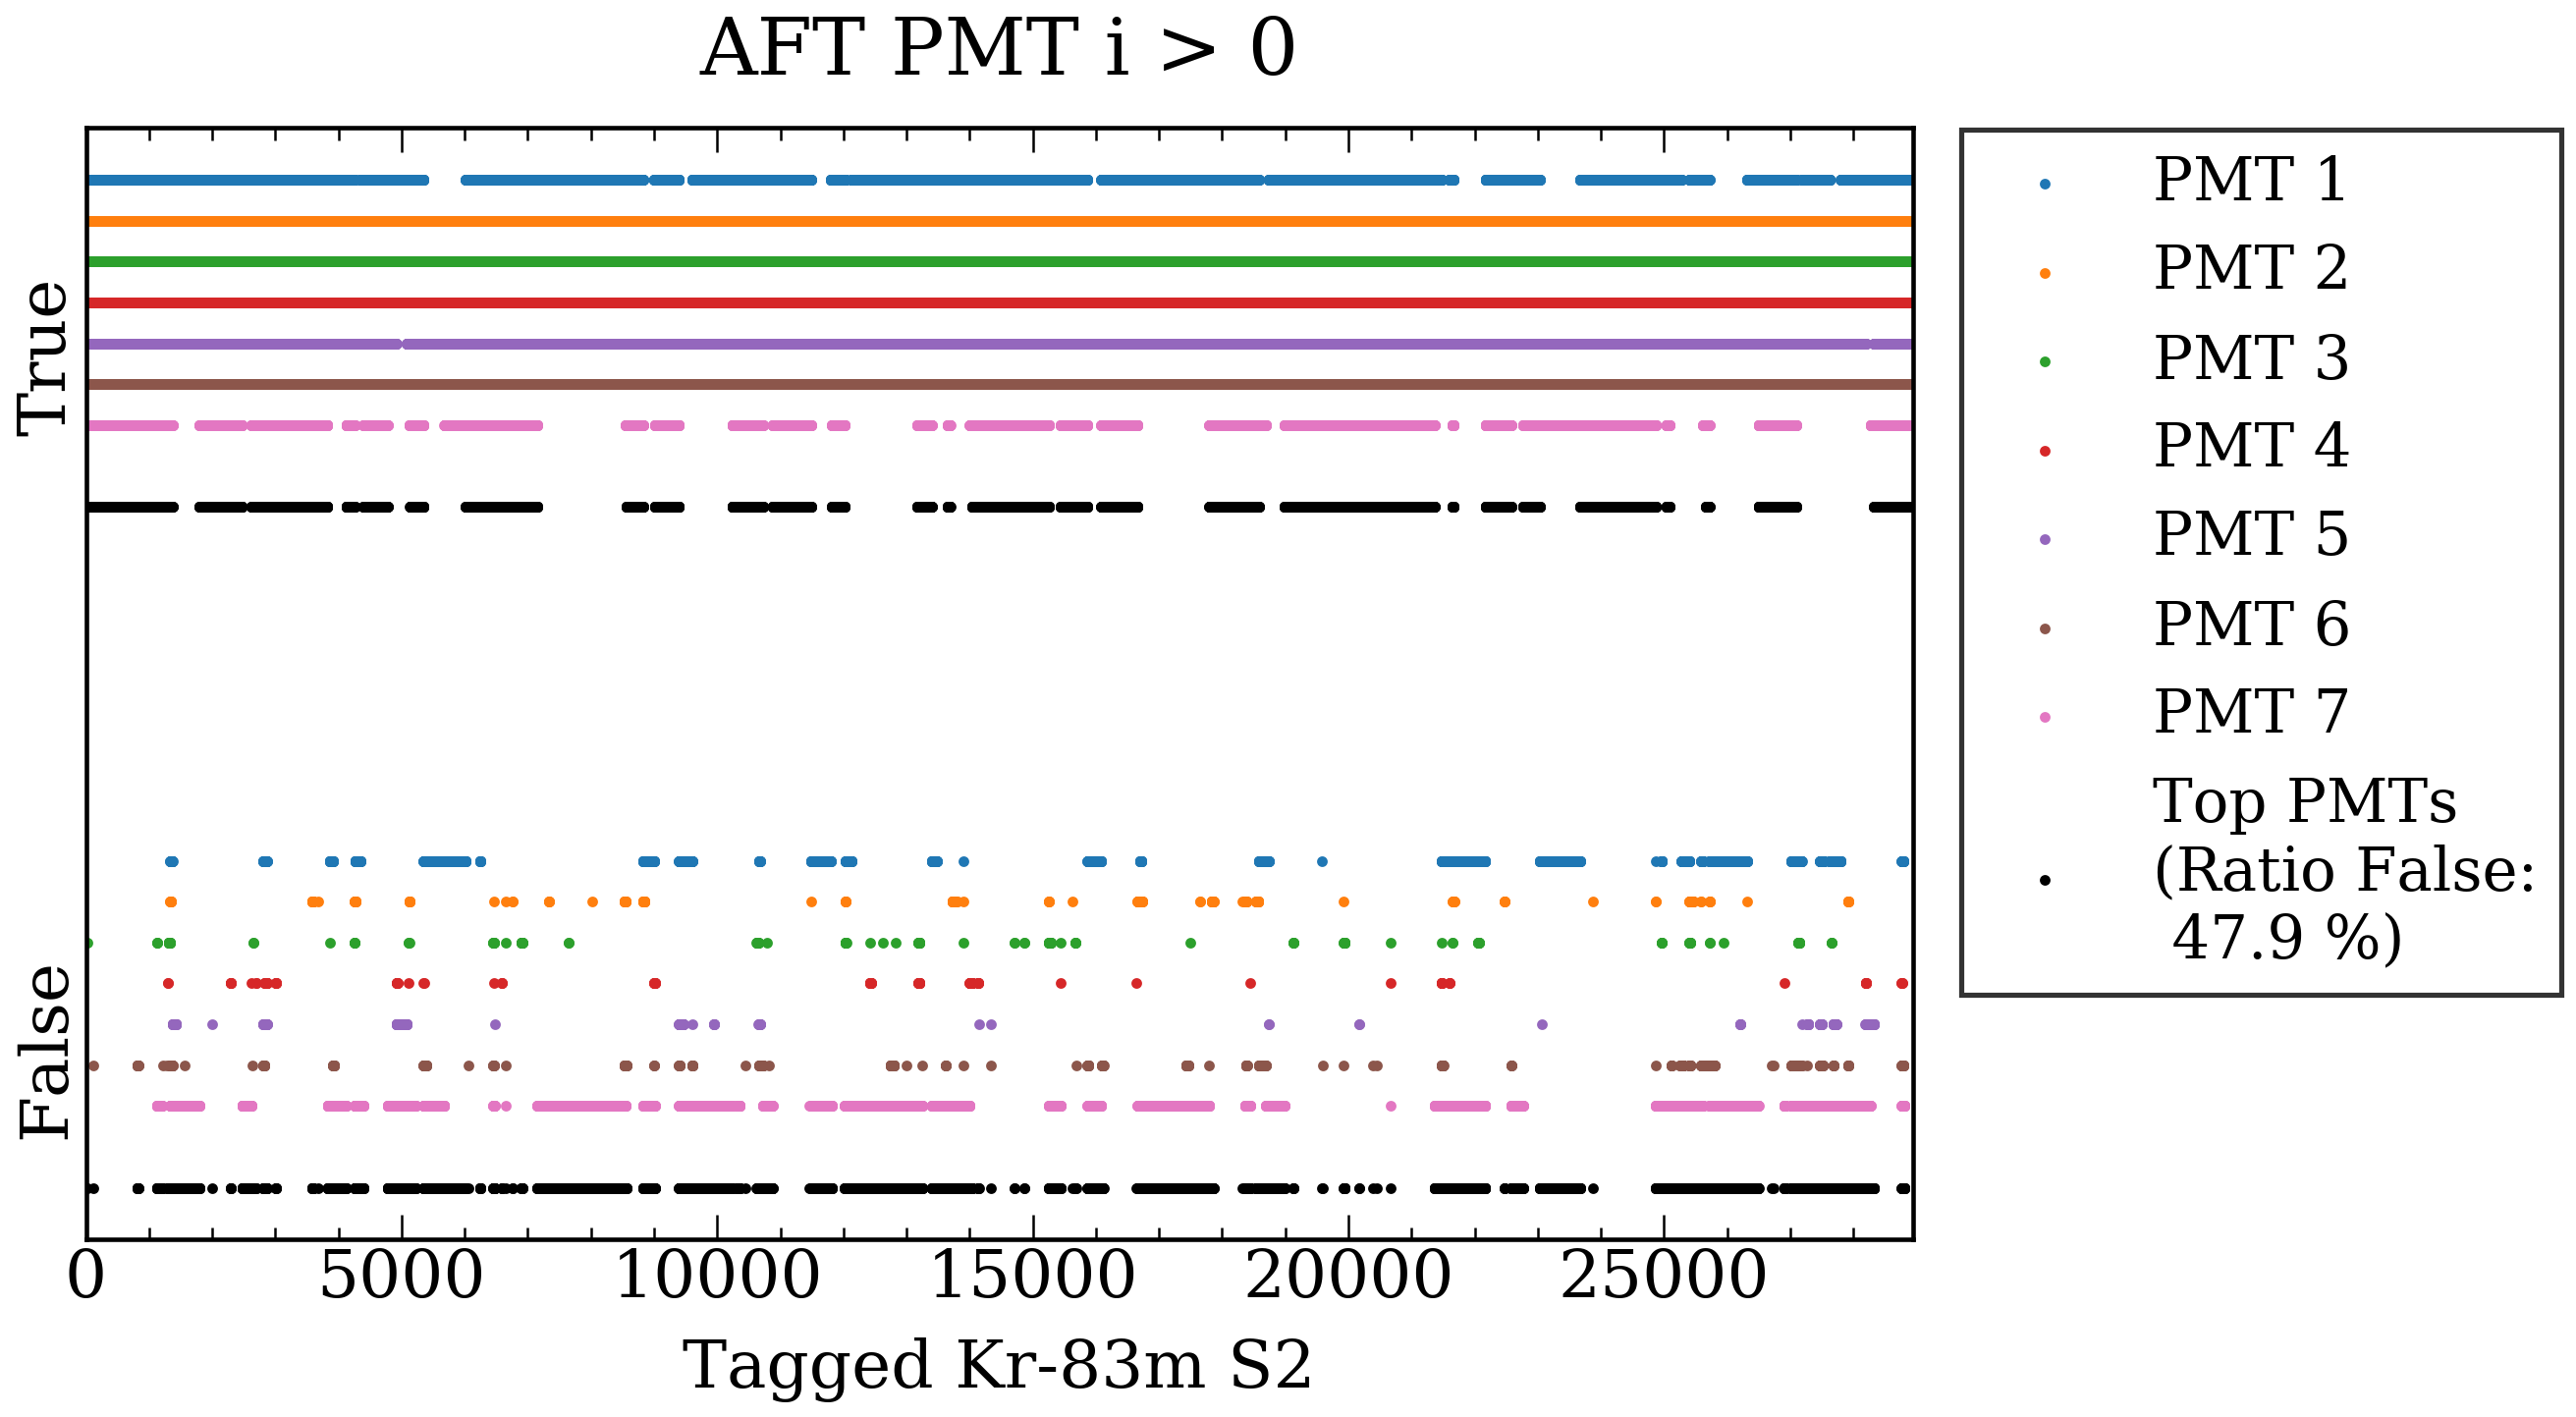 AFT PMT i > 0
True
False
0 5000 10000 15000 20000 25000
Tagged Kr-83m S2
PMT 1
PMT 2
PMT 3
PMT 4
PMT 5
PMT 6
PMT 7
Top PMTs
(Ratio False:
47.9 %)